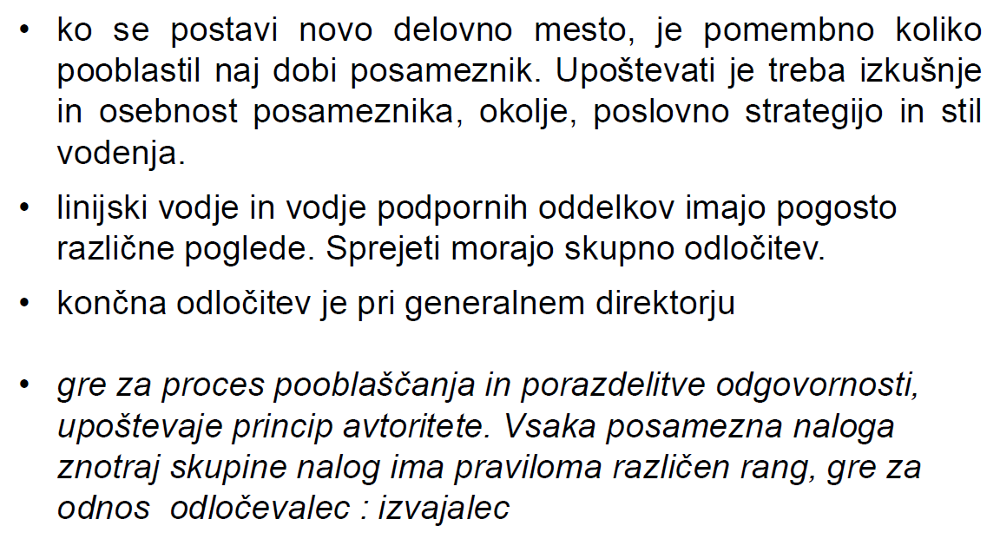 • ko se postavi novo delovno mesto, je pomembno koliko
pooblastil naj dobi posameznik. Upoštevati je treba izkušnje
in osebnost posameznika, okolje, poslovno strategijo in stil
vodenja.
• linijski vodje in vodje podpornih oddelkov imajo pogosto
različne poglede. Sprejeti morajo skupno odločitev.
• končna odločitev je pri generalnem direktorju
• gre za proces pooblaščanja in porazdelitve odgovornosti,
upoštevaje princip avtoritete. Vsaka posamezna naloga
znotraj skupine nalog ima praviloma različen rang, gre za
odnos  odločevalec : izvajalec